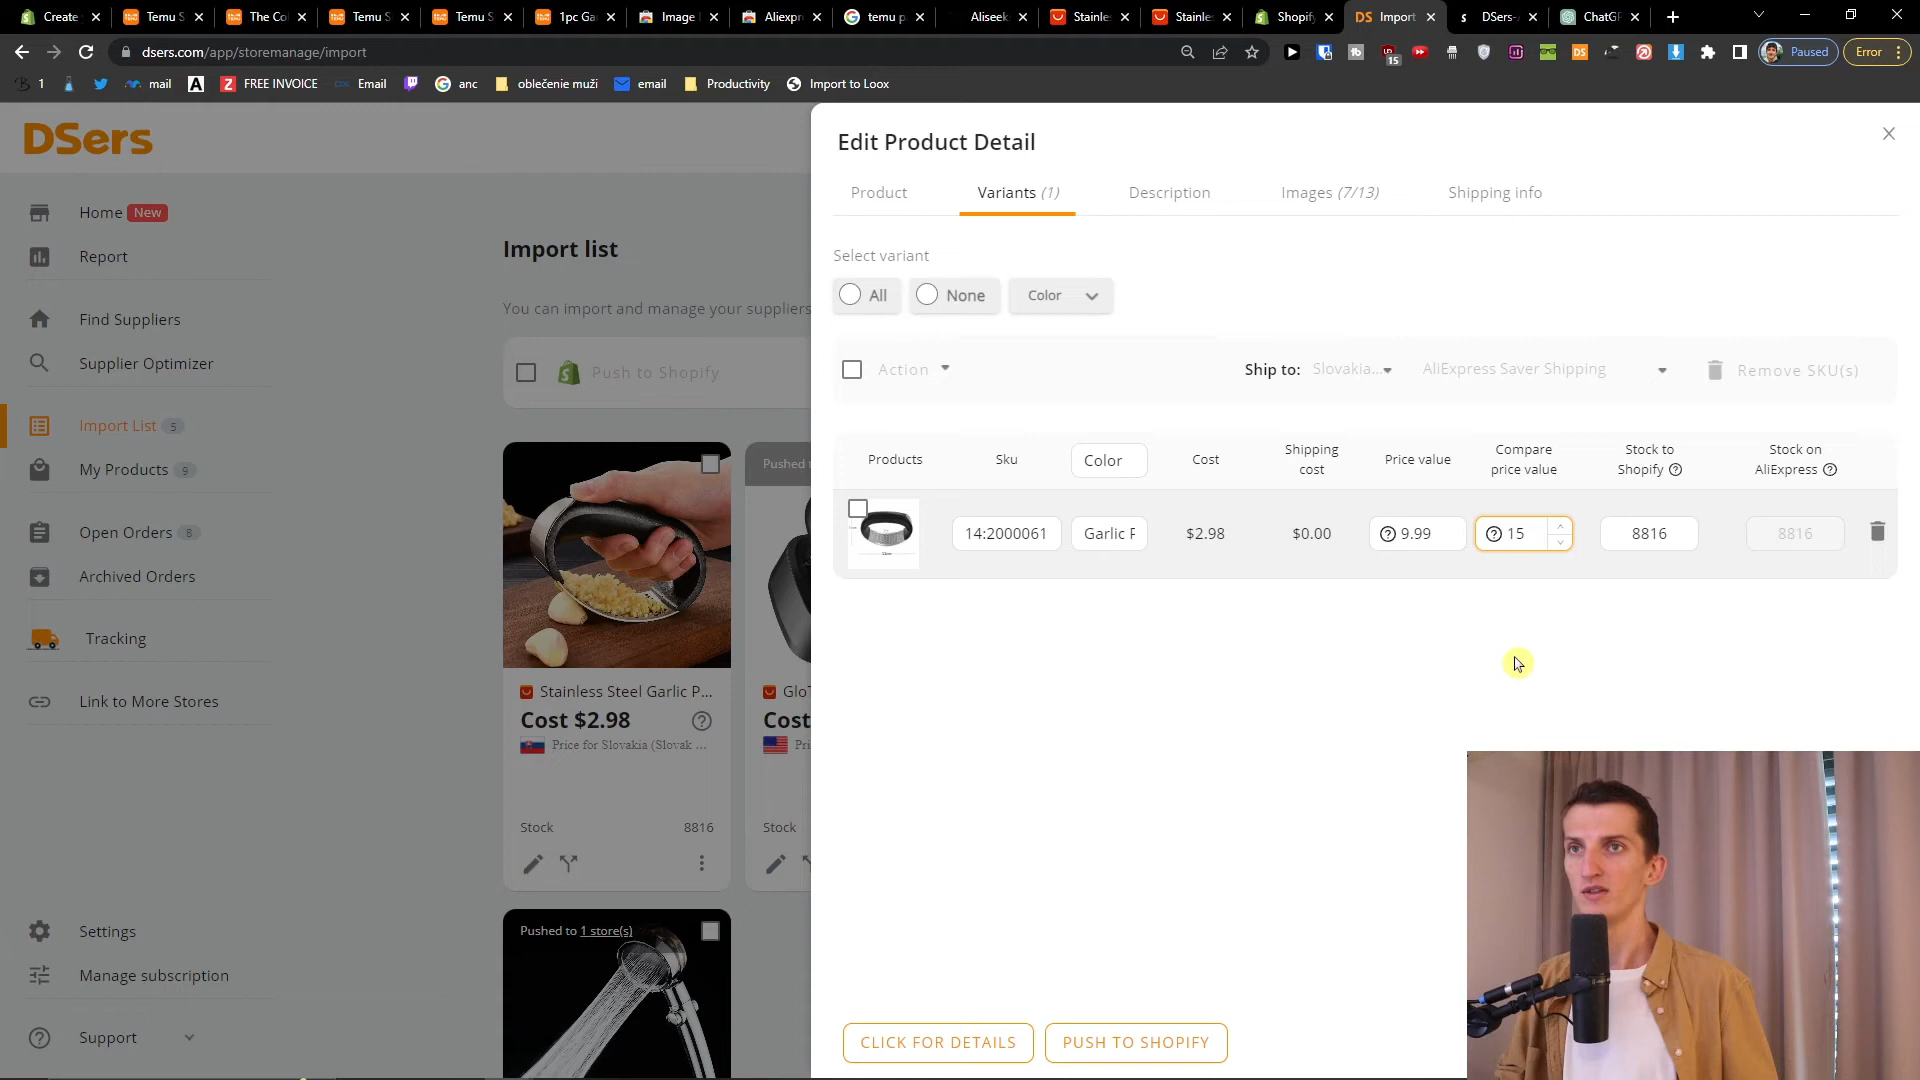 Create
Temu S
The Co
Temu S
Temu S
1pc Ga
Image
Aliexpr
temu p
Aliseek
Stainle
Stainle
Shopify
DS Import
DSers-
ChatGP
dsers.com/app/storemanage/import
15
Paused
Error
1
mail
A
Z FREE INVOICE
Email
anc
oblečenie muži
email
Productivity
Import to Loox
DSers
Home New
Report
Find Suppliers
Supplier Optimizer
Import List 5
My Products 9
Open Orders 8
Archived Orders
Tracking
Link to More Stores
Settings
Manage subscription
Support
Import list
You can import and manage your suppliers
Push to Shopify
Pushed t
Stainless Steel Garlic P...
Cost $2.98
Price for Slovakia (Slovak ...
Stock 8816
GloT
Cost
Pri
Stock
Pushed to 1 store(s)
Edit Product Detail
Product
Variants (1)
Description
Images (7/13)
Shipping info
Select variant
All
None
Color
Action
Ship to: Slovakia...
AliExpress Saver Shipping
Remove SKU(s)
Products
Sku
Color
Cost
Shipping cost
Price value
Compare price value
Stock to Shopify
Stock on AliExpress
14:2000061
Garlic P
$2.98
$0.00
9.99
15
8816
8816
CLICK FOR DETAILS
PUSH TO SHOPIFY